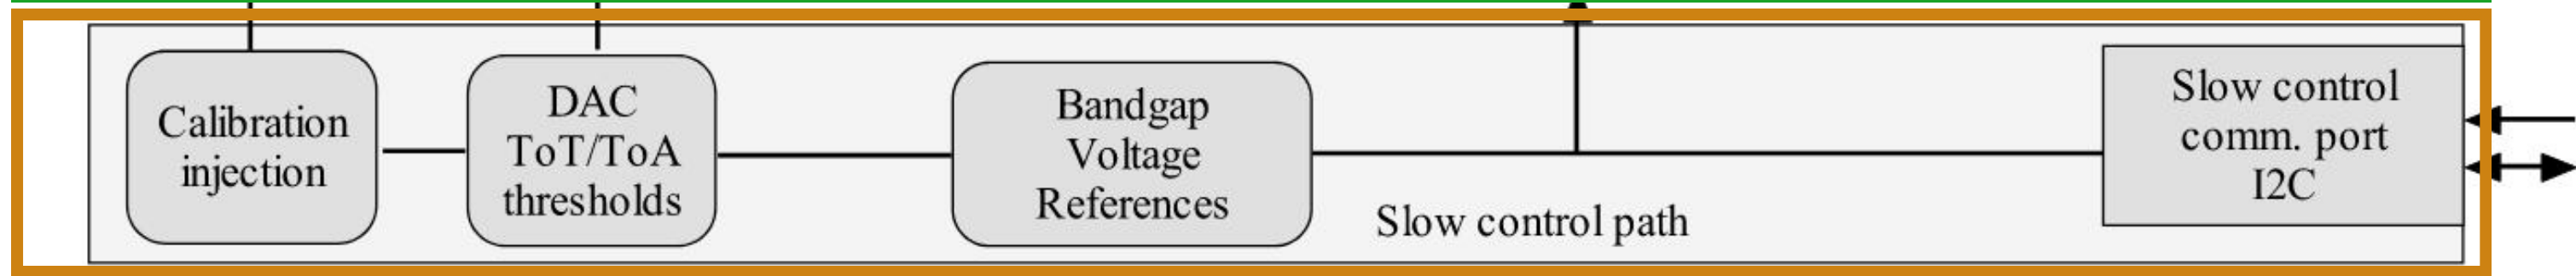 Calibration
injection
DAC
ToT/ToA
thresholds
Bandgap
Voltage
References
Slow control path
Slow control
comm. port
I2C